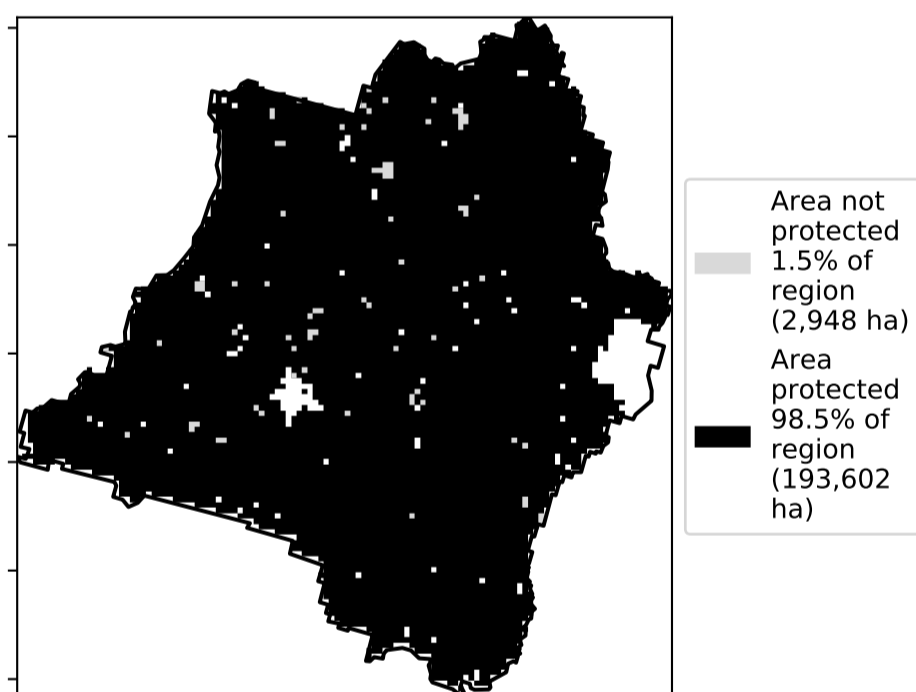 Area not
protected
1.5% of
region
(2,948 ha)
Area
protected
98.5% of
region
(193,602
ha)